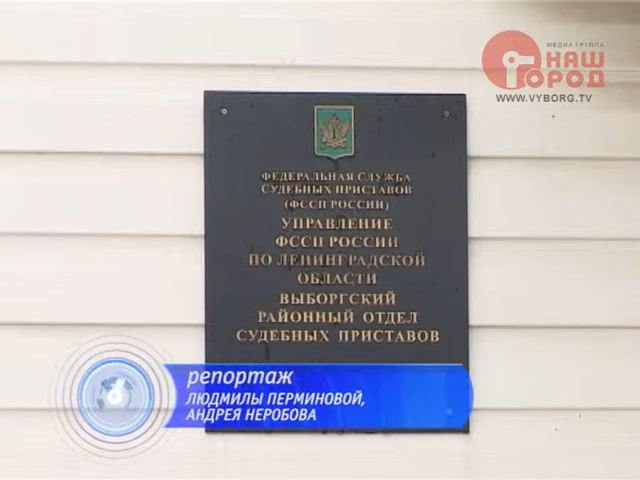 МЕДИА ГРУППА
НАШ
ГОРОД
WWW.VYBORG.TV
ФЕДЕРАЛЬНАЯ СЛУЖБА
СУДЕБНЫХ ПРИСТАВОВ
(ФССП РОССИИ)
УПРАВЛЕНИЕ
ФССП РОССИИ
ПО ЛЕНИНГРАДСКОЙ
ОБЛАСТИ
ВЫБОРГСКИЙ
РАЙОННЫЙ ОТДЕЛ
СУДЕБНЫХ ПРИСТАВОВ
репортаж
ЛЮДМИЛЫ ПЕРМИНОВОЙ,
АНДРЕЯ НЕРОБОВА